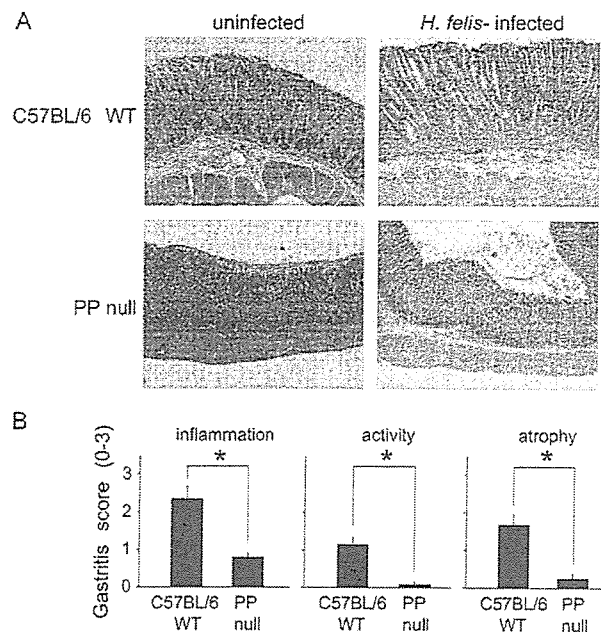 A
uninfected
H. felis- infected
C57BL/6 WT
PP null
B
inflammation
activity
atrophy
Gastritis score (0-3)
3
2
1
0
*
*
*
C57BL/6 WT
PP null
C57BL/6 WT
PP null
C57BL/6 WT
PP null